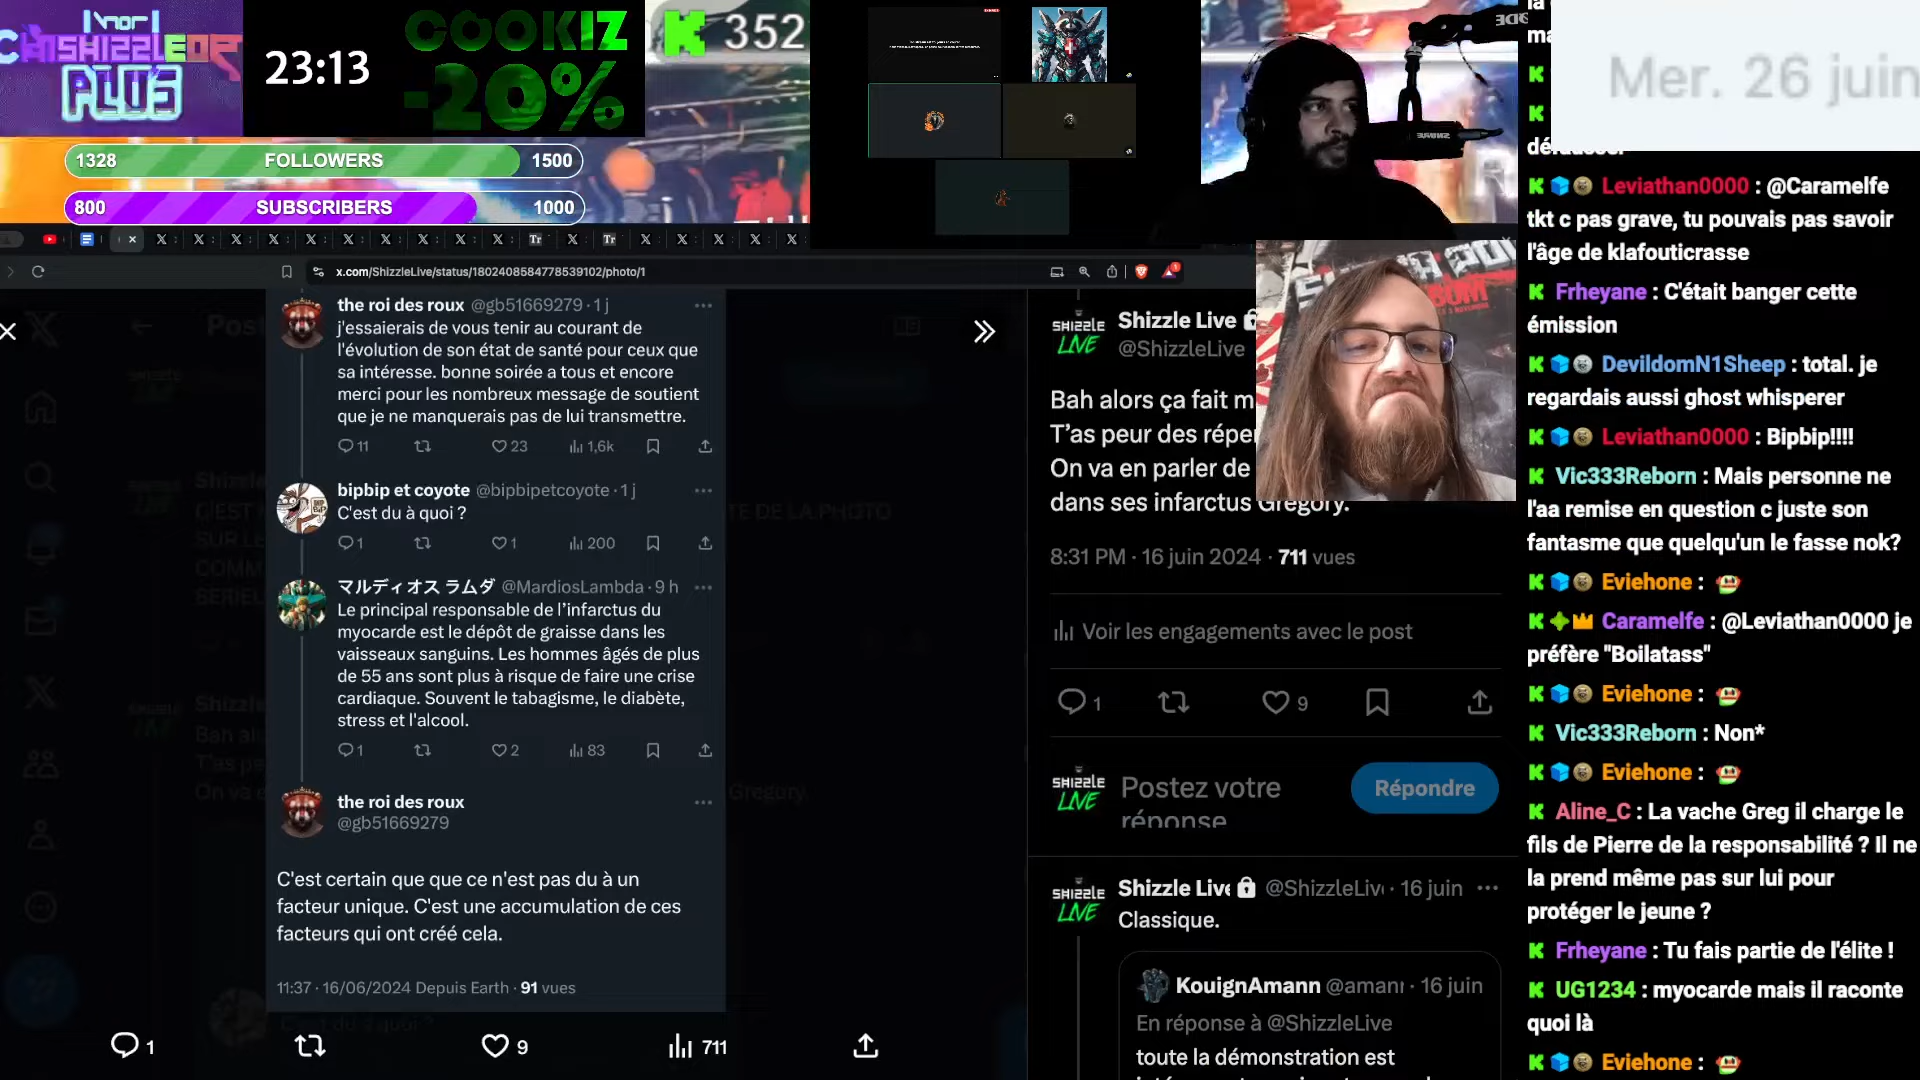 PLUS
23:13
COOKIZ
-20%
352
1328 FOLLOWERS 1500
800 SUBSCRIBERS 1000
x.com/ShizzleLive/status/1802408584778539102/photo/1
the roi des roux @gb51669279 · 1 j
j'essaierais de vous tenir au courant de
l'évolution de son état de santé pour ceux que
sa intéresse. bonne soirée a tous et encore
merci pour les nombreux message de soutient
que je ne manquerais pas de lui transmettre.
11 23 1,6k
bipbip et coyote @bipbipetcoyote · 1 j
C'est du à quoi ?
1 1 200
マルディオス ラムダ @MardiosLambda · 9 h
Le principal responsable de l'infarctus du
myocarde est le dépôt de graisse dans les
vaisseaux sanguins. Les hommes âgés de plus
de 55 ans sont plus à risque de faire une crise
cardiaque. Souvent le tabagisme, le diabète,
stress et l'alcool.
1 2 83
the roi des roux
@gb51669279
C'est certain que que ce n'est pas du à un
facteur unique. C'est une accumulation de ces
facteurs qui ont créé cela.
11:37 · 16/06/2024 Depuis Earth · 91 vues
1 9 711
SHIZZLE LIVE
Shizzle Live
@ShizzleLive
Bah alors ça fait m
T'as peur des réper
On va en parler de
dans ses infarctus Gregory.
8:31 PM · 16 juin 2024 · 711 vues
Voir les engagements avec le post
1 9
SHIZZLE LIVE
Postez votre
réponse
Répondre
SHIZZLE LIVE
Shizzle Live @ShizzleLiv · 16 juin
Classique.
KouignAmann @amanr · 16 juin
En réponse à @ShizzleLive
toute la démonstration est
Mer. 26 juin
Leviathan0000 : @Caramelfe
tkt c pas grave, tu pouvais pas savoir
l'âge de klafouticrasse
Frheyane : C'était banger cette
émission
DevildomN1Sheep : total. je
regardais aussi ghost whisperer
Leviathan0000 : Bipbip!!!!
Vic333Reborn : Mais personne ne
l'aa remise en question c juste son
fantasme que quelqu'un le fasse nok?
Eviehone :
Caramelfe : @Leviathan0000 je
préfère "Boilatass"
Eviehone :
Vic333Reborn : Non*
Eviehone :
Aline_C : La vache Greg il charge le
fils de Pierre de la responsabilité ? Il ne
la prend même pas sur lui pour
protéger le jeune ?
Frheyane : Tu fais partie de l'élite !
UG1234 : myocarde mais il raconte
quoi là
Eviehone :